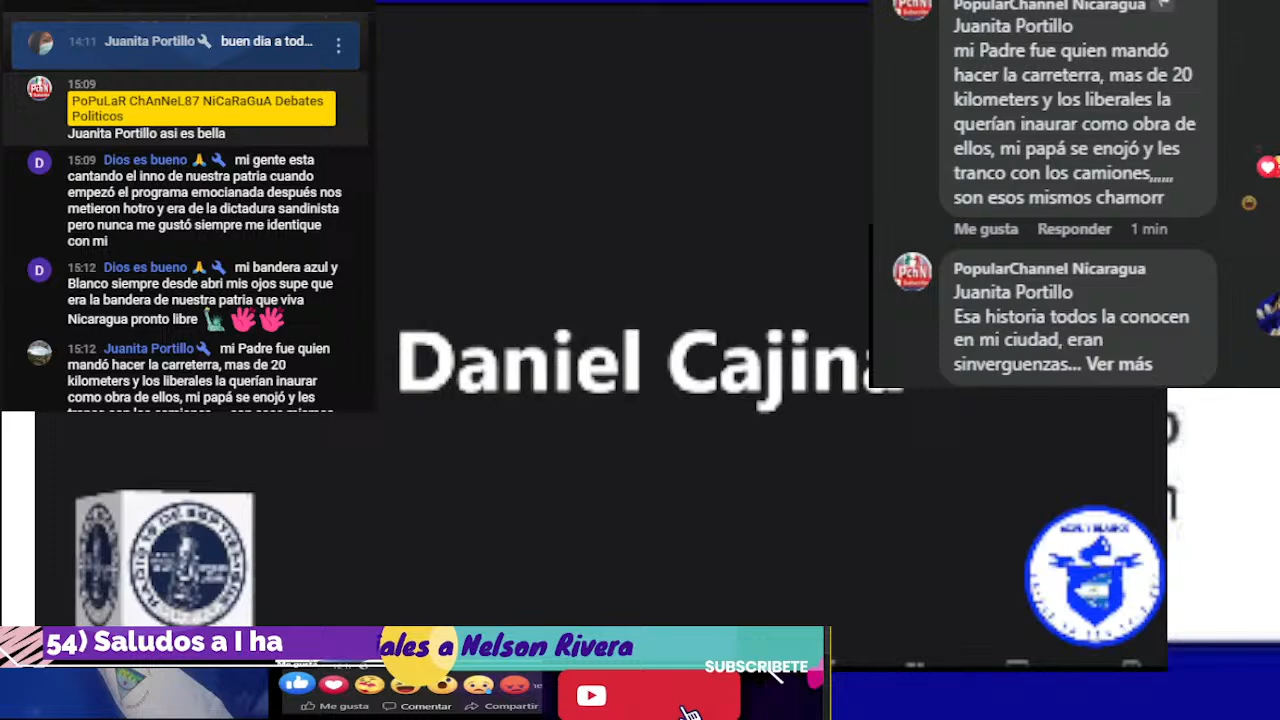 14:11 Juanita Portillo buen dia a tod...
15:09
PoPuLaR ChAnNeL87 NiCaRaGuA Debates
Politicos
Juanita Portillo asi es bella
D
15:09 Dios es bueno 🙏 mi gente esta
cantando el inno de nuestra patria cuando
empezó el programa emocianada después nos
metieron hotro y era de la dictadura sandinista
pero nunca me gustó siempre me identique
con mi
D
15:12 Dios es bueno 🙏 mi bandera azul y
Blanco siempre desde abri mis ojos supe que
era la bandera de nuestra patria que viva
Nicaragua pronto libre 🗽
15:12 Juanita Portillo mi Padre fue quien
mandó hacer la carreterra, mas de 20
kilometers y los liberales la querían inaurar
como obra de ellos, mi papá se enojó y les
PopularChannel Nicaragua
Juanita Portillo
mi Padre fue quien mandó
hacer la carreterra, mas de 20
kilometers y los liberales la
querían inaurar como obra de
ellos, mi papá se enojó y les
tranco con los camiones,,,,,,
son esos mismos chamorr
Me gusta Responder 1 min
PopularChannel Nicaragua
Juanita Portillo
Esa historia todos la conocen
en mi ciudad, eran
sinverguenzas... Ver más
Daniel Cajina
54) Saludos a I ha
iales a Nelson Rivera
SUBSCRIBETE
Me gusta Comentar Compartir